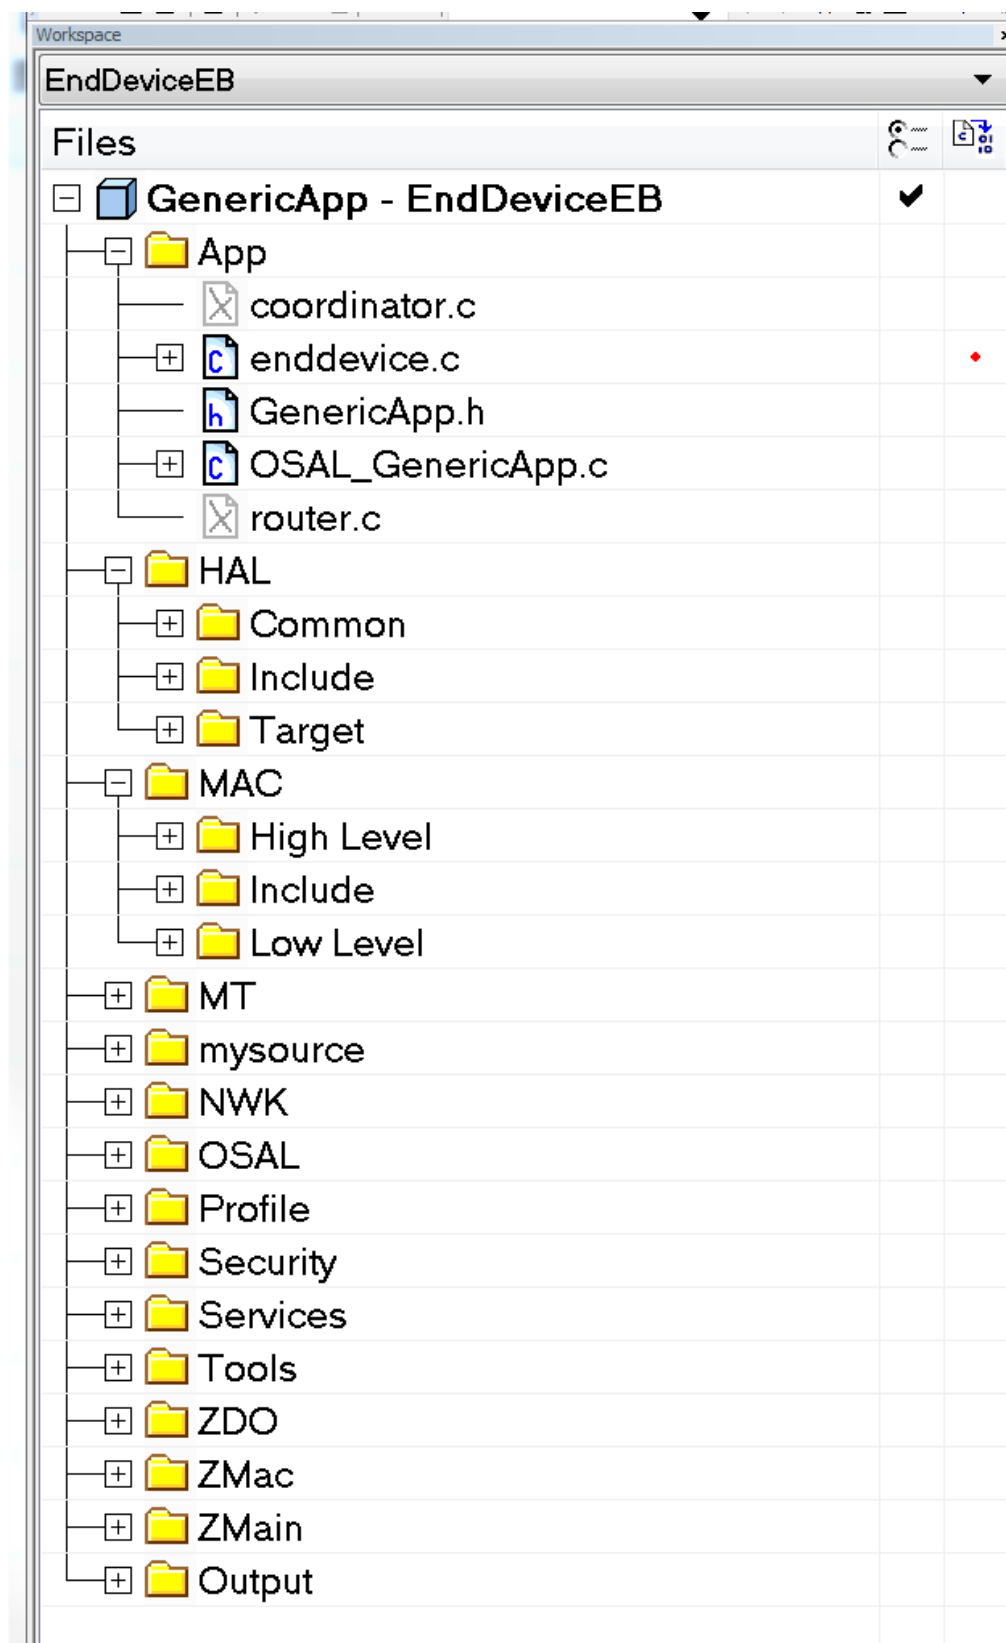 Workspace
EndDeviceEB
Files
GenericApp - EndDeviceEB
App
coordinator.c
enddevice.c
GenericApp.h
OSAL_GenericApp.c
router.c
HAL
Common
Include
Target
MAC
High Level
Include
Low Level
MT
mysource
NWK
OSAL
Profile
Security
Services
Tools
ZDO
ZMac
ZMain
Output